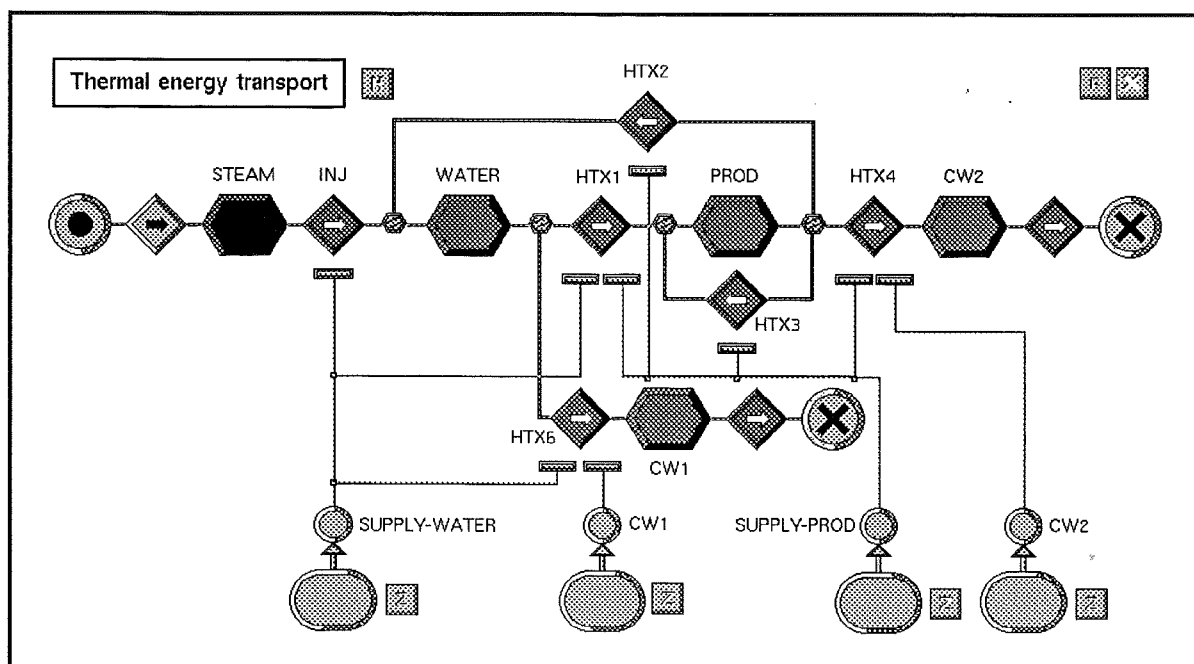 HTX2
Thermal energy transport
STEAM INJ WATER HTX1 PROD HTX4 CW2
HTX3
HTX6
CW1
SUPPLY-WATER CW1 SUPPLY-PROD CW2
Z Z Z Z